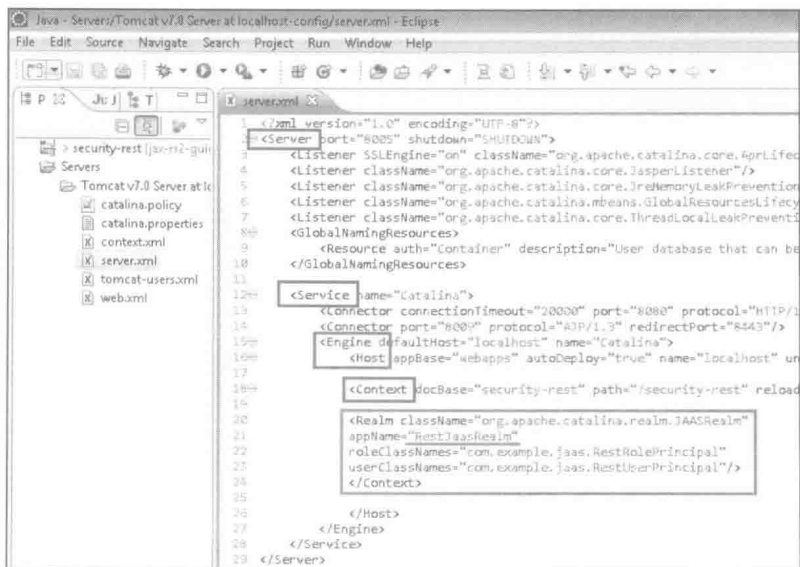 Java - Servers/Tomcat v7.0 Server at localhost-config/server.xml - Eclipse
File Edit Source Navigate Search Project Run Window Help
P Ju J T
server.xml
> security-rest [jax-rs2-gui
Servers
Tomcat v7.0 Server at lo
catalina.policy
catalina.properties
context.xml
server.xml
tomcat-users.xml
web.xml
1 <?xml version="1.0" encoding="UTF-8"?>
2 <Server port="8005" shutdown="SHUTDOWN">
3 <Listener SSLEngine="on" className="org.apache.catalina.core.AprLifec
4 <Listener className="org.apache.catalina.core.JasperListener"/>
5 <Listener className="org.apache.catalina.core.JreMemoryLeakPrevention
6 <Listener className="org.apache.catalina.mbeans.GlobalResourcesLifecy
7 <Listener className="org.apache.catalina.core.ThreadLocalLeakPreventi
8 <GlobalNamingResources>
9 <Resource auth="Container" description="User database that can be
10 </GlobalNamingResources>
11
12 <Service name="Catalina">
13 <Connector connectionTimeout="20000" port="8080" protocol="HTTP/1
14 <Connector port="8009" protocol="AJP/1.3" redirectPort="8443"/>
15 <Engine defaultHost="localhost" name="Catalina">
16 <Host appBase="webapps" autoDeploy="true" name="localhost" un
17
18 <Context docBase="security-rest" path="/security-rest" reload
19
20 <Realm className="org.apache.catalina.realm.JAASRealm"
21 appName="RestJaasRealm"
22 roleClassNames="com.example.jaas.RestRolePrincipal"
23 userClassNames="com.example.jaas.RestUserPrincipal"/>
24 </Context>
25
26 </Host>
27 </Engine>
28 </Service>
29 </Server>